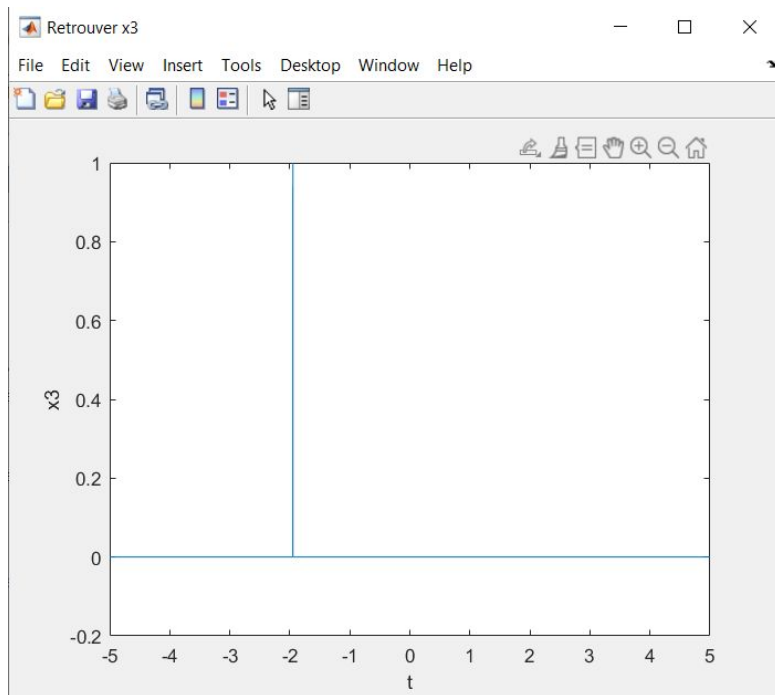 Retrouver x3
File Edit View Insert Tools Desktop Window Help
1
0.8
0.6
x3
0.4
0.2
0
-0.2
-5 -4 -3 -2 -1 0 1 2 3 4 5
t